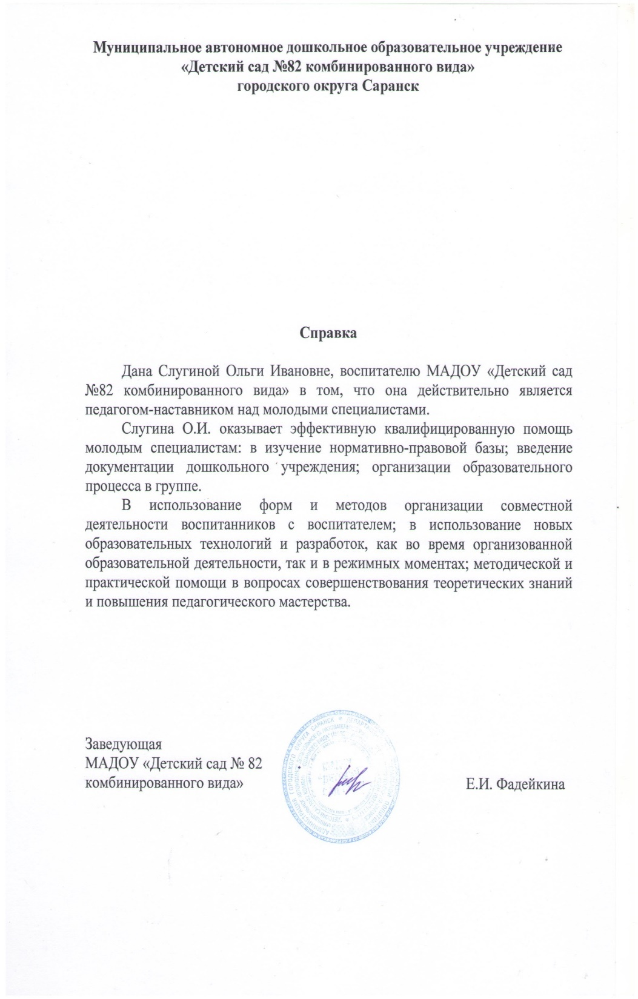 Муниципальное автономное дошкольное образовательное учреждение
«Детский сад №82 комбинированного вида»
городского округа Саранск
Справка
Дана Слугиной Ольги Ивановне, воспитателю МАДОУ «Детский сад
№82 комбинированного вида» в том, что она действительно является
педагогом-наставником над молодыми специалистами.
Слугина О.И. оказывает эффективную квалифицированную помощь
молодым специалистам: в изучение нормативно-правовой базы; введение
документации дошкольного учреждения; организации образовательного
процесса в группе.
В использование форм и методов организации совместной
деятельности воспитанников с воспитателем; в использование новых
образовательных технологий и разработок, как во время организованной
образовательной деятельности, так и в режимных моментах; методической и
практической помощи в вопросах совершенствования теоретических знаний
и повышения педагогического мастерства.
Заведующая
МАДОУ «Детский сад № 82
комбинированного вида»
Е.И. Фадейкина
АДМИНИСТРАЦИЯ ГОРОДСКОГО ОКРУГА САРАНСК